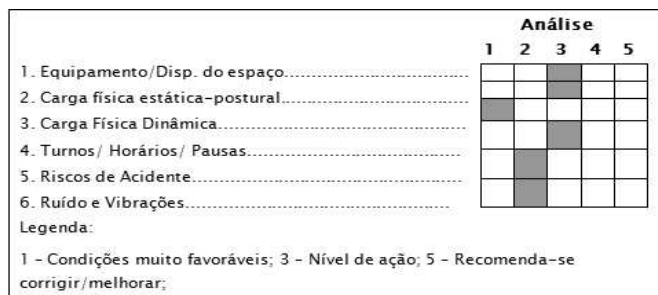 Análise
1 2 3 4 5
1. Equipamento/Disp. do espaço
2. Carga física estática-postural
3. Carga Física Dinâmica
4. Turnos/ Horários/ Pausas
5. Riscos de Acidente
6. Ruído e Vibrações
Legenda:
1 - Condições muito favoráveis; 3 - Nível de ação; 5 - Recomenda-se
corrigir/melhorar;